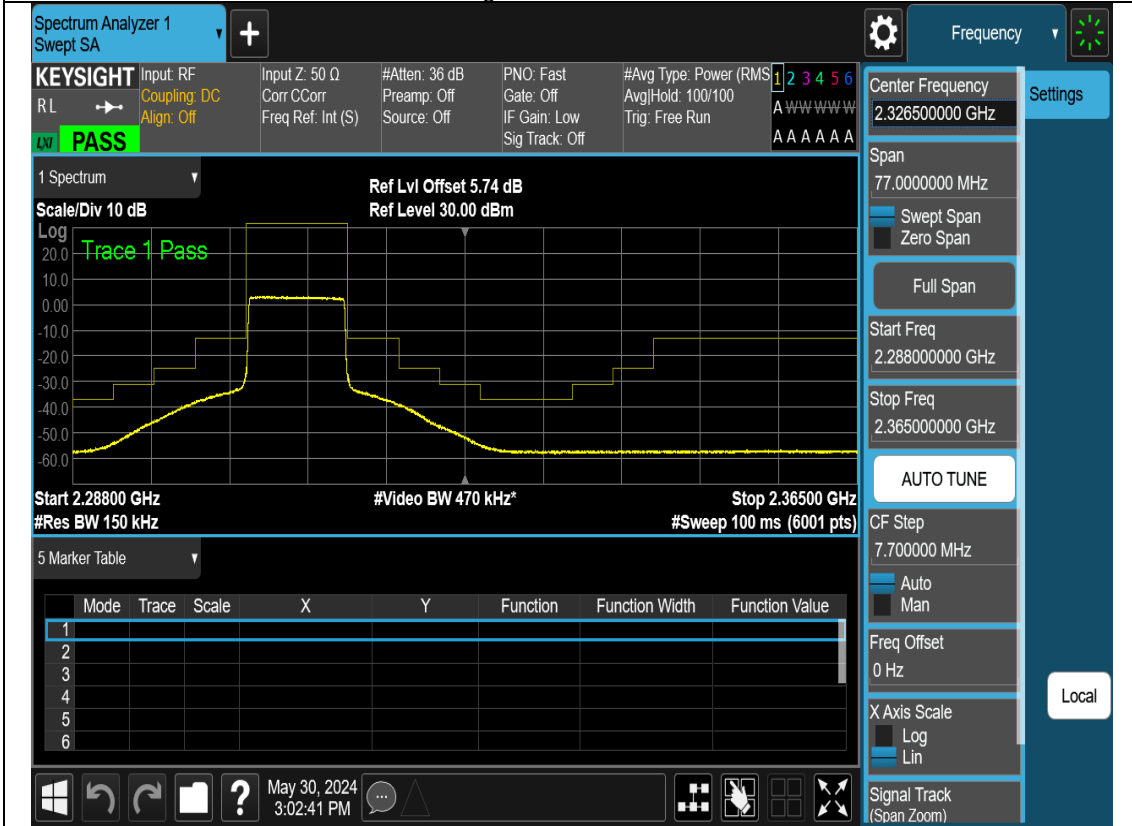 Spectrum Analyzer 1
Swept SA
Frequency
KEYSIGHT
R L
LXI
PASS
Input: RF
Coupling: DC
Align: Off
Input Z: 50 Ω
Corr CCorr
Freq Ref: Int (S)
#Atten: 36 dB
Preamp: Off
Source: Off
PNO: Fast
Gate: Off
IF Gain: Low
Sig Track: Off
#Avg Type: Power (RMS
Avg|Hold: 100/100
Trig: Free Run
1 2 3 4 5 6
A W W W W W
A A A A A A
1 Spectrum
Scale/Div 10 dB
Ref Lvl Offset 5.74 dB
Ref Level 30.00 dBm
Log
Trace 1 Pass
20.0
10.0
0.00
-10.0
-20.0
-30.0
-40.0
-50.0
-60.0
Start 2.28800 GHz
#Video BW 470 kHz*
Stop 2.36500 GHz
#Res BW 150 kHz
#Sweep 100 ms (6001 pts)
5 Marker Table
Mode Trace Scale X Y Function Function Width Function Value
1
2
3
4
5
6
May 30, 2024
3:02:41 PM
Center Frequency
2.326500000 GHz
Settings
Span
77.0000000 MHz
Swept Span
Zero Span
Full Span
Start Freq
2.288000000 GHz
Stop Freq
2.365000000 GHz
AUTO TUNE
CF Step
7.700000 MHz
Auto
Man
Freq Offset
0 Hz
Local
X Axis Scale
Log
Lin
Signal Track
(Span Zoom)